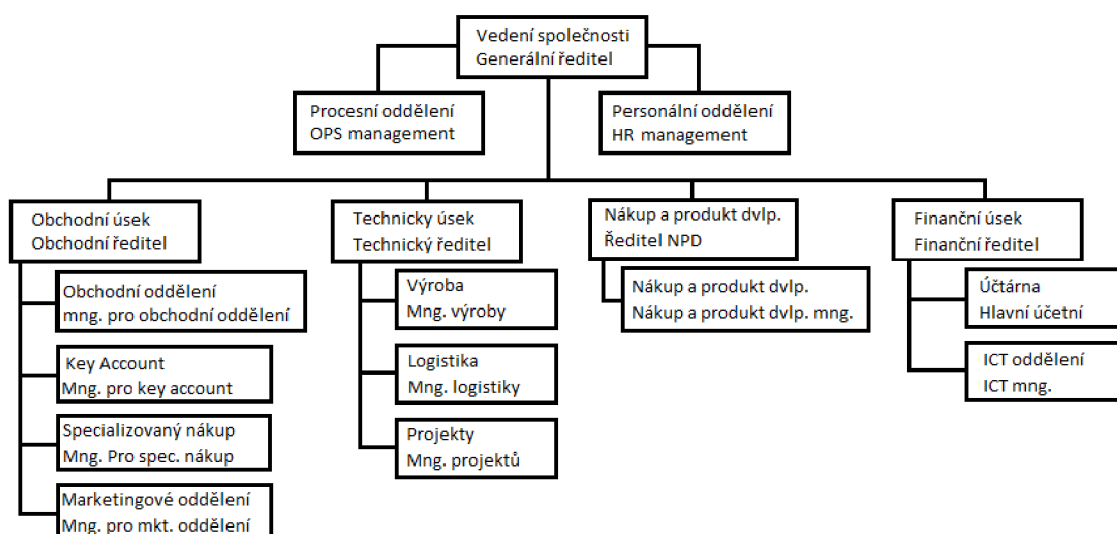 Vedení společnosti
Generální ředitel
Procesní oddělení
OPS management
Personální oddělení
HR management
Obchodní úsek
Obchodní ředitel
Technicky úsek
Technický ředitel
Nákup a produkt dvlp.
Ředitel NPD
Finanční úsek
Finanční ředitel
Obchodní oddělení
mng. pro obchodní oddělení
Key Account
Mng. pro key account
Specializovaný nákup
Mng. Pro spec. nákup
Marketingové oddělení
Mng. pro mkt. oddělení
Výroba
Mng. výroby
Logistika
Mng. logistiky
Projekty
Mng. projektů
Nákup a produkt dvlp.
Nákup a produkt dvlp. mng.
Účtárna
Hlavní účetní
ICT oddělení
ICT mng.